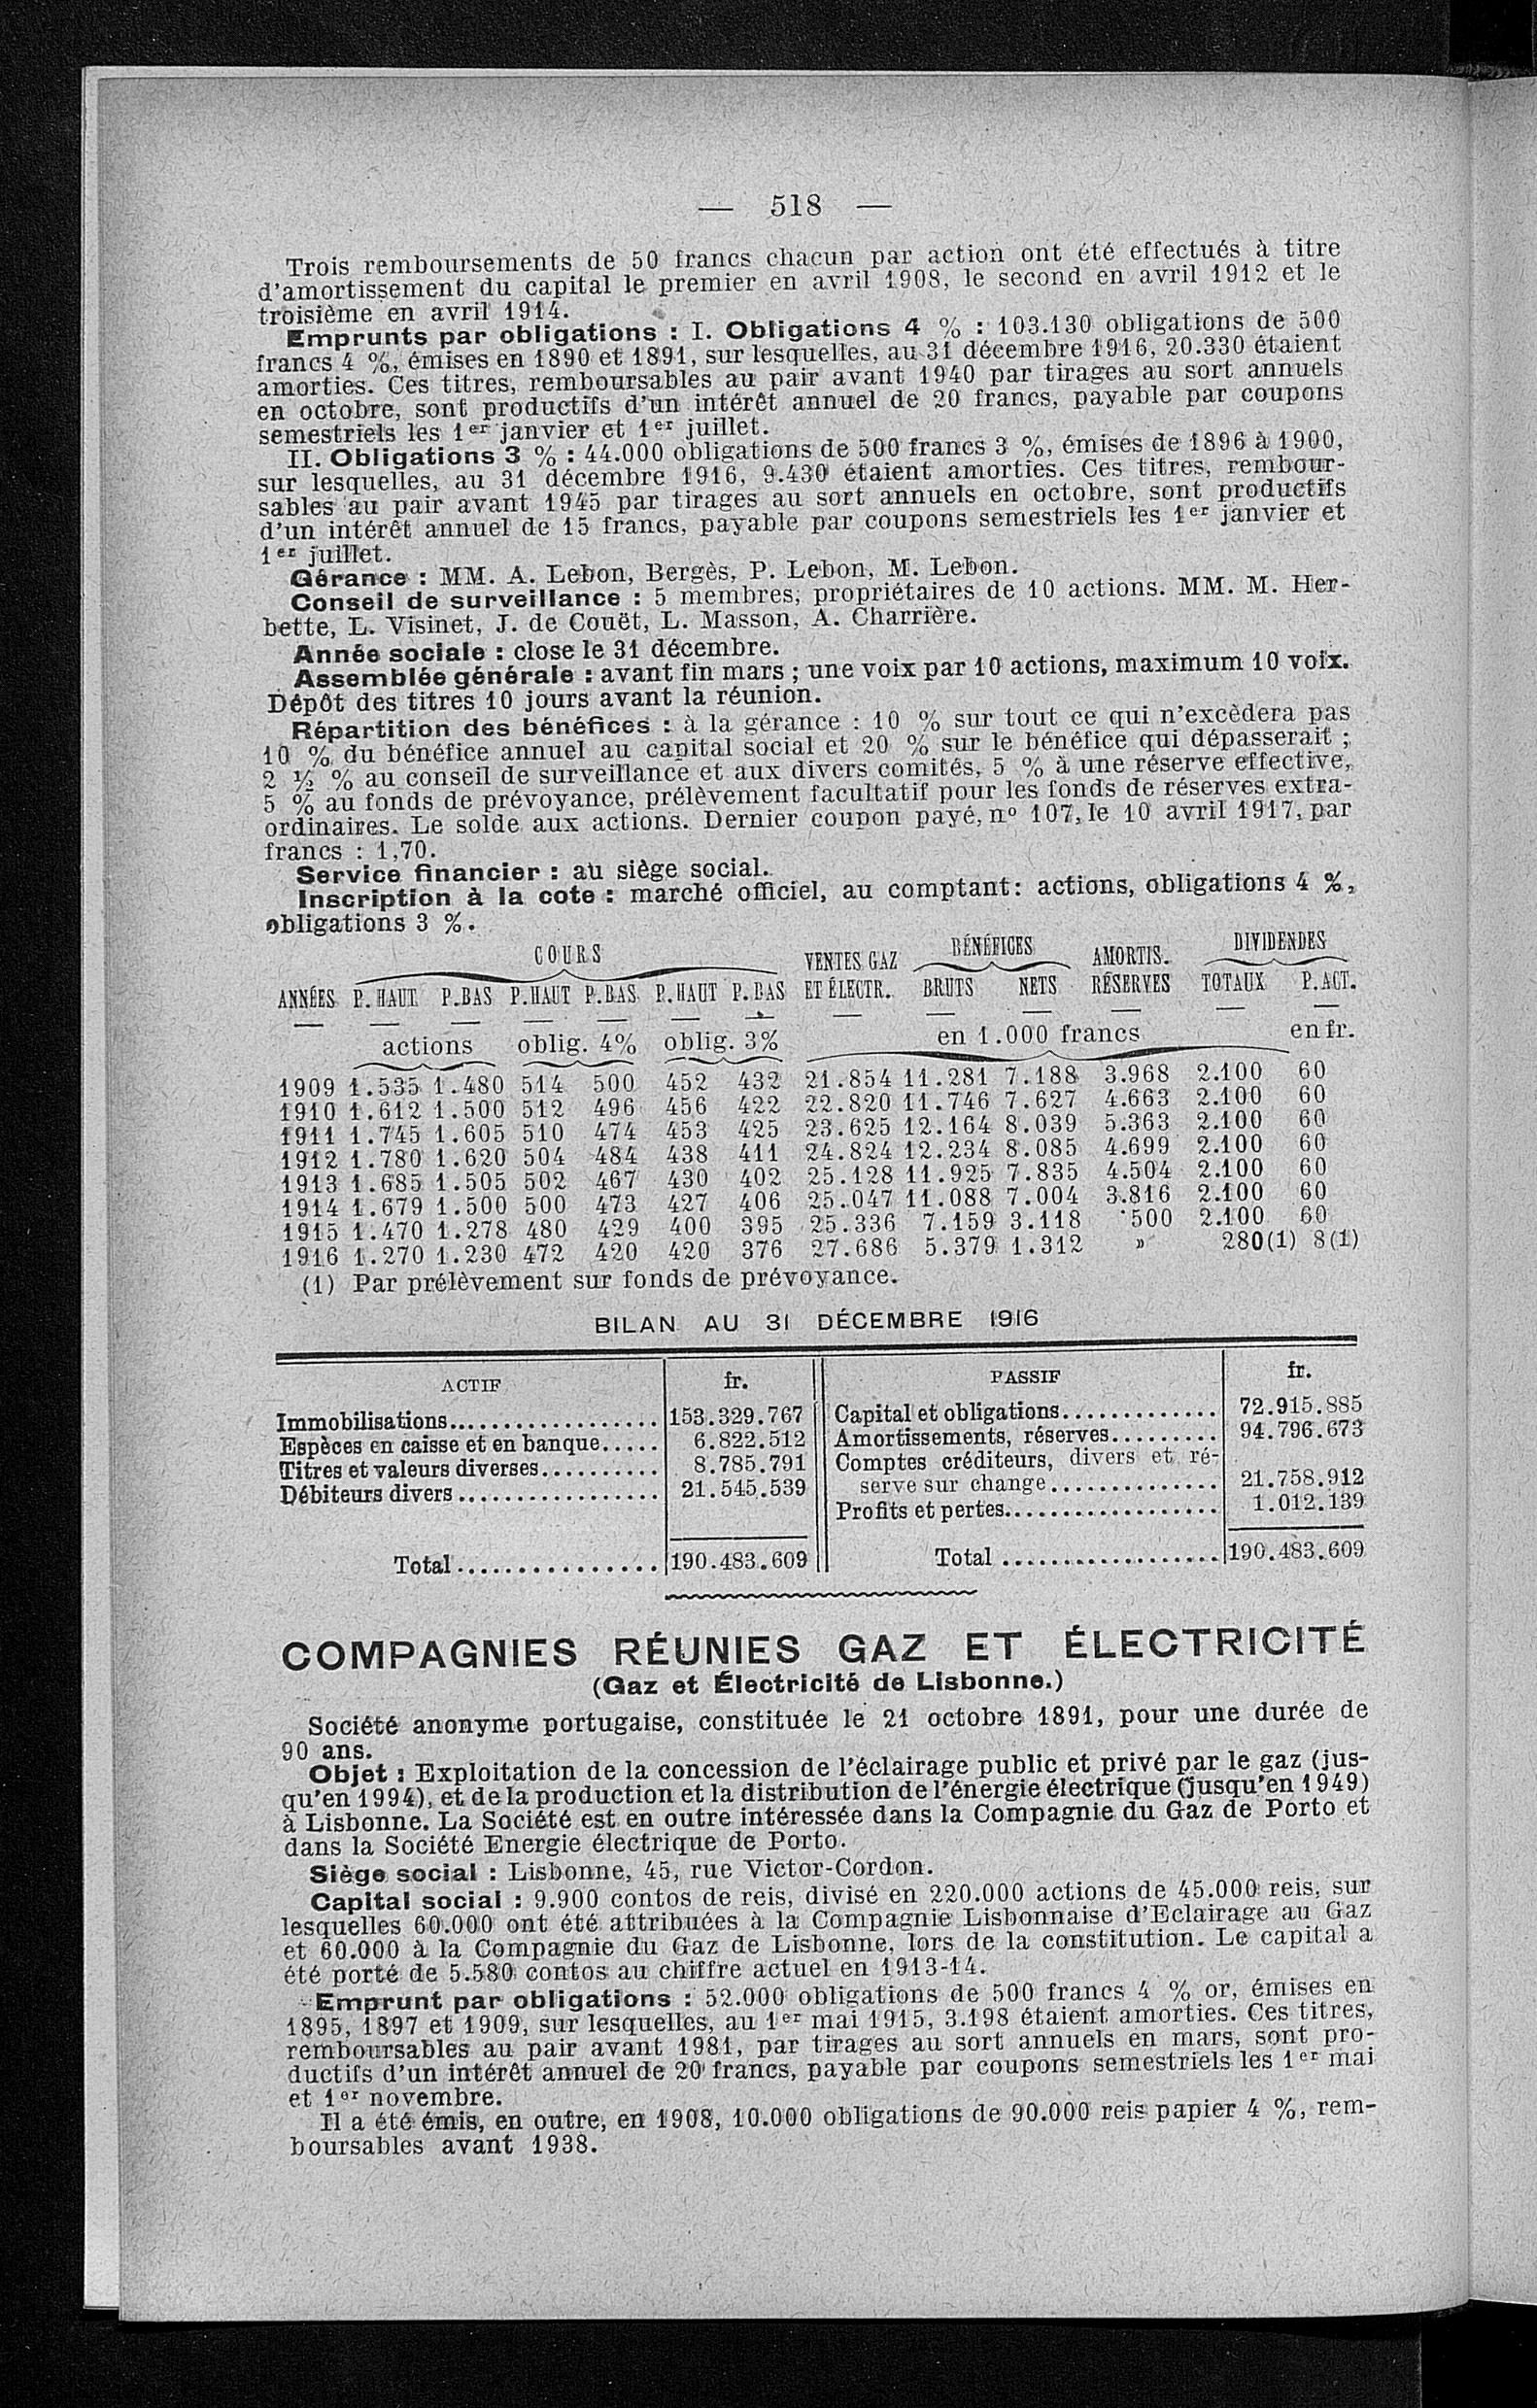 — 518 —
Trois remboursements de 50 francs chacun par action ont été effectués à titre
d'amortissement du capital le premier en avril 1908, le second en avril 1912 et le
troisième en avril 1914.
Emprunts par obligations : I. Obligations 4 % : 103.130 obligations de 500
francs 4 %, émises en 1890 et 1891, sur lesquelles, au 31 décembre 1916, 20.330 étaient
amorties. Ces titres, remboursables au pair avant 1940 par tirages au sort annuels
en octobre, sont productifs d'un intérêt annuel de 20 francs, payable par coupons
semestriels les 1er janvier et 1er juillet.
II. Obligations 3 % : 44.000 obligations de 500 francs 3 %, émises de 1896 à 1900,
sur lesquelles, au 31 décembre 1916, 9.430 étaient amorties. Ces titres, rembour-
sables au pair avant 1945 par tirages au sort annuels en octobre, sont productifs
d'un intérêt annuel de 15 francs, payable par coupons semestriels les 1er janvier et
1er juillet.
Gérance : MM. A. Lebon, Bergès, P. Lebon, M. Lebon.
Conseil de surveillance : 5 membres, propriétaires de 10 actions. MM. M. Her-
bette, L. Visinet, J. de Couët, L. Masson, A. Charrière.
Année sociale : close le 31 décembre.
Assemblée générale : avant fin mars ; une voix par 10 actions, maximum 10 voix.
Dépôt des titres 10 jours avant la réunion.
Répartition des bénéfices : à la gérance : 10 % sur tout ce qui n'excèdera pas
10 % du bénéfice annuel au capital social et 20 % sur le bénéfice qui dépasserait ;
2 ½ % au conseil de surveillance et aux divers comités, 5 % à une réserve effective,
5 % au fonds de prévoyance, prélèvement facultatif pour les fonds de réserves extra-
ordinaires. Le solde aux actions. Dernier coupon payé, nº 107, le 10 avril 1917, par
francs : 1,70.
Service financier : au siège social.
Inscription à la cote : marché officiel, au comptant : actions, obligations 4 %,
obligations 3 %.
COURS VENTES GAZ BÉNÉFICES AMORTIS. DIVIDENDES
ANNÉES P. HAUT P.BAS P.HAUT P.BAS P.HAUT P.BAS ET ÉLECTR. BRUTS NETS RÉSERVES TOTAUX P.ACT.
actions oblig. 4% oblig. 3% en 1.000 francs en fr.
1909 1.535 1.480 514 500 452 432 21.854 11.281 7.188 3.968 2.100 60
1910 1.612 1.500 512 496 456 422 22.820 11.746 7.627 4.663 2.100 60
1911 1.745 1.605 510 474 453 425 23.625 12.164 8.039 5.363 2.100 60
1912 1.780 1.620 504 484 438 411 24.824 12.234 8.085 4.699 2.100 60
1913 1.685 1.505 502 467 430 402 25.128 11.925 7.835 4.504 2.100 60
1914 1.679 1.500 500 473 427 406 25.047 11.088 7.004 3.816 2.100 60
1915 1.470 1.278 480 429 400 395 25.336 7.159 3.118 500 2.100 60
1916 1.270 1.230 472 420 420 376 27.686 5.379 1.312 » 280(1) 8(1)
(1) Par prélèvement sur fonds de prévoyance.
BILAN AU 31 DÉCEMBRE 1916
ACTIF fr. PASSIF fr.
Immobilisations.................. 153.329.767 Capital et obligations............. 72.915.885
Espèces en caisse et en banque..... 6.822.512 Amortissements, réserves......... 94.796.673
Titres et valeurs diverses.......... 8.785.791 Comptes créditeurs, divers et ré-
Débiteurs divers ................. 21.545.539 serve sur change.............. 21.758.912
Profits et pertes.................. 1.012.139
Total ................ 190.483.609 Total .................. 190.483.609
COMPAGNIES RÉUNIES GAZ ET ÉLECTRICITÉ
(Gaz et Électricité de Lisbonne.)
Société anonyme portugaise, constituée le 21 octobre 1891, pour une durée de
90 ans.
Objet : Exploitation de la concession de l'éclairage public et privé par le gaz (jus-
qu'en 1994), et de la production et la distribution de l'énergie électrique (jusqu'en 1949)
à Lisbonne. La Société est en outre intéressée dans la Compagnie du Gaz de Porto et
dans la Société Energie électrique de Porto.
Siège social : Lisbonne, 45, rue Victor-Cordon.
Capital social : 9.900 contos de reis, divisé en 220.000 actions de 45.000 reis, sur
lesquelles 60.000 ont été attribuées à la Compagnie Lisbonnaise d'Eclairage au Gaz
et 60.000 à la Compagnie du Gaz de Lisbonne, lors de la constitution. Le capital a
été porté de 5.580 contos au chiffre actuel en 1913-14.
Emprunt par obligations : 52.000 obligations de 500 francs 4 % or, émises en
1895, 1897 et 1909, sur lesquelles, au 1er mai 1915, 3.198 étaient amorties. Ces titres,
remboursables au pair avant 1981, par tirages au sort annuels en mars, sont pro-
ductifs d'un intérêt annuel de 20 francs, payable par coupons semestriels les 1er mai
et 1er novembre.
Il a été émis, en outre, en 1908, 10.000 obligations de 90.000 reis papier 4 %, rem-
boursables avant 1938.